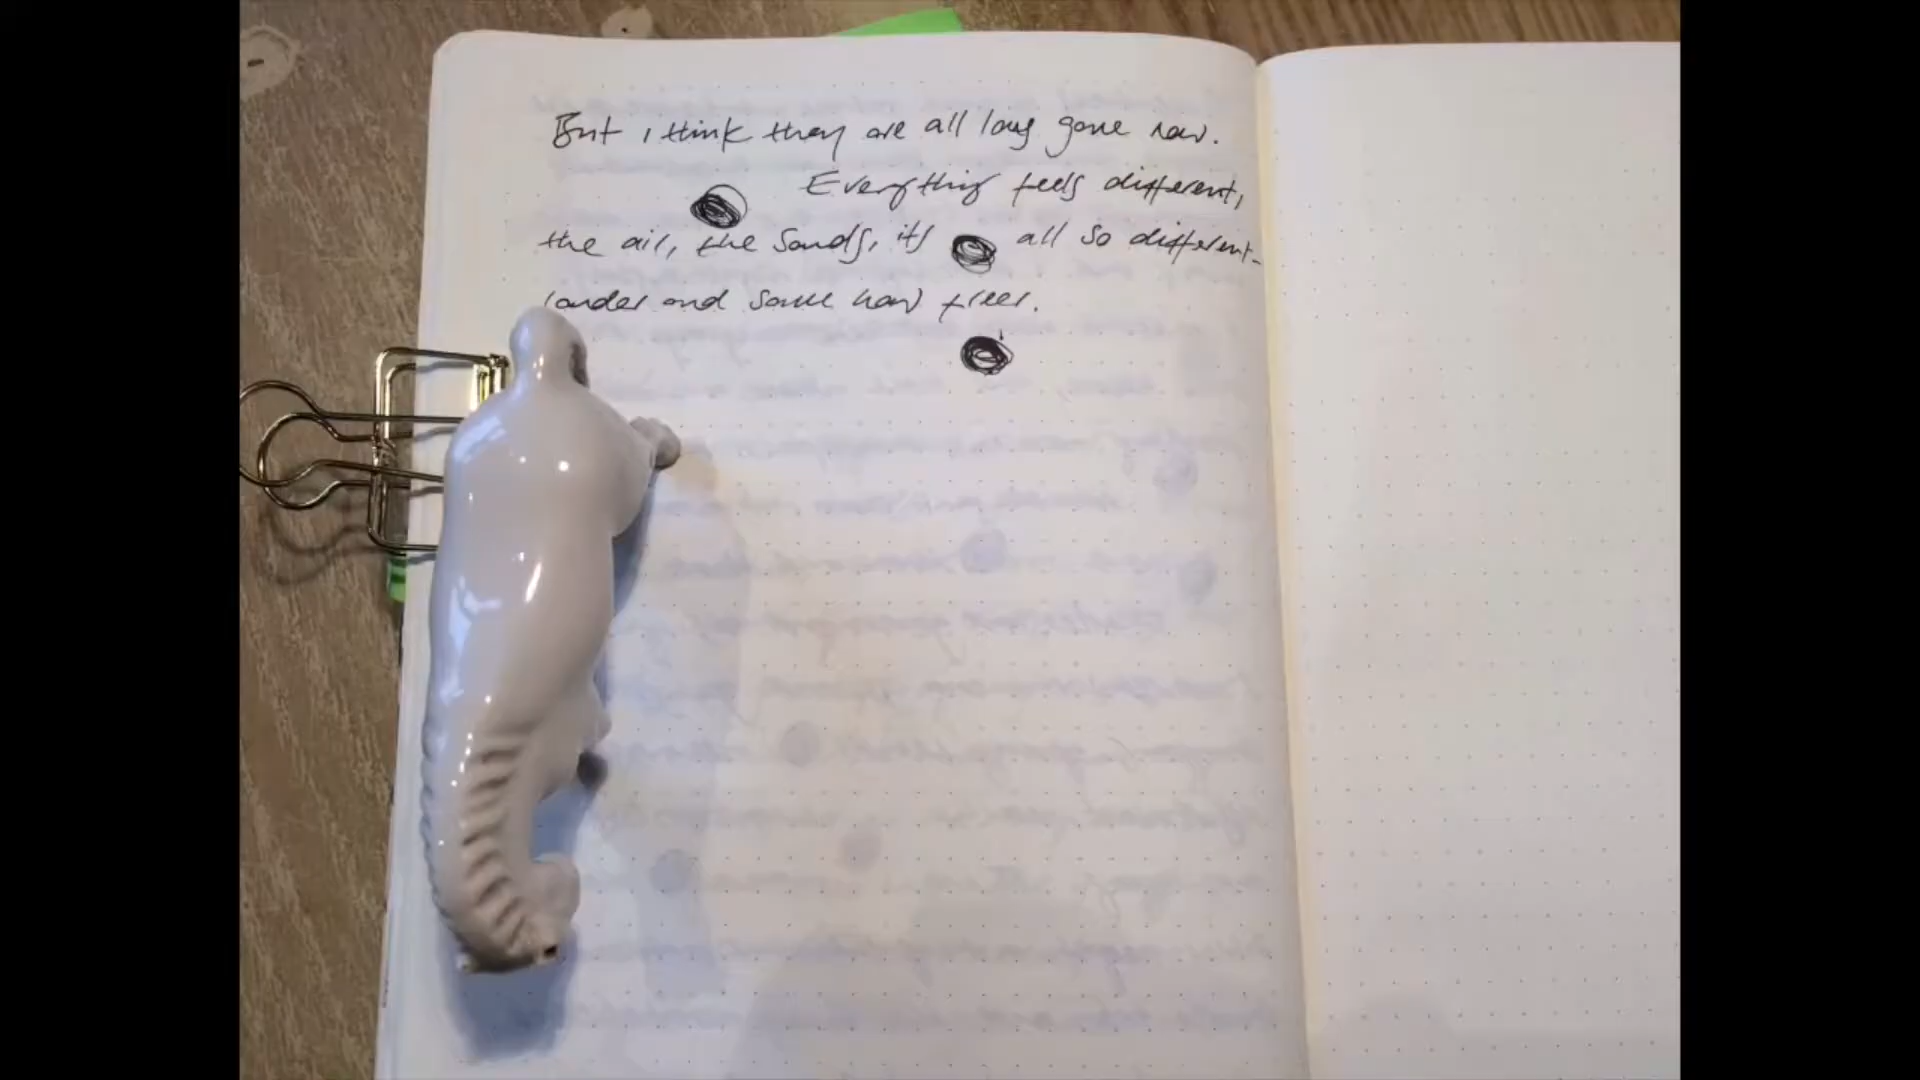 But i think they are all long gone now.
Everything feels different,
the air, the sands, its all so different-
louder and some how freer.